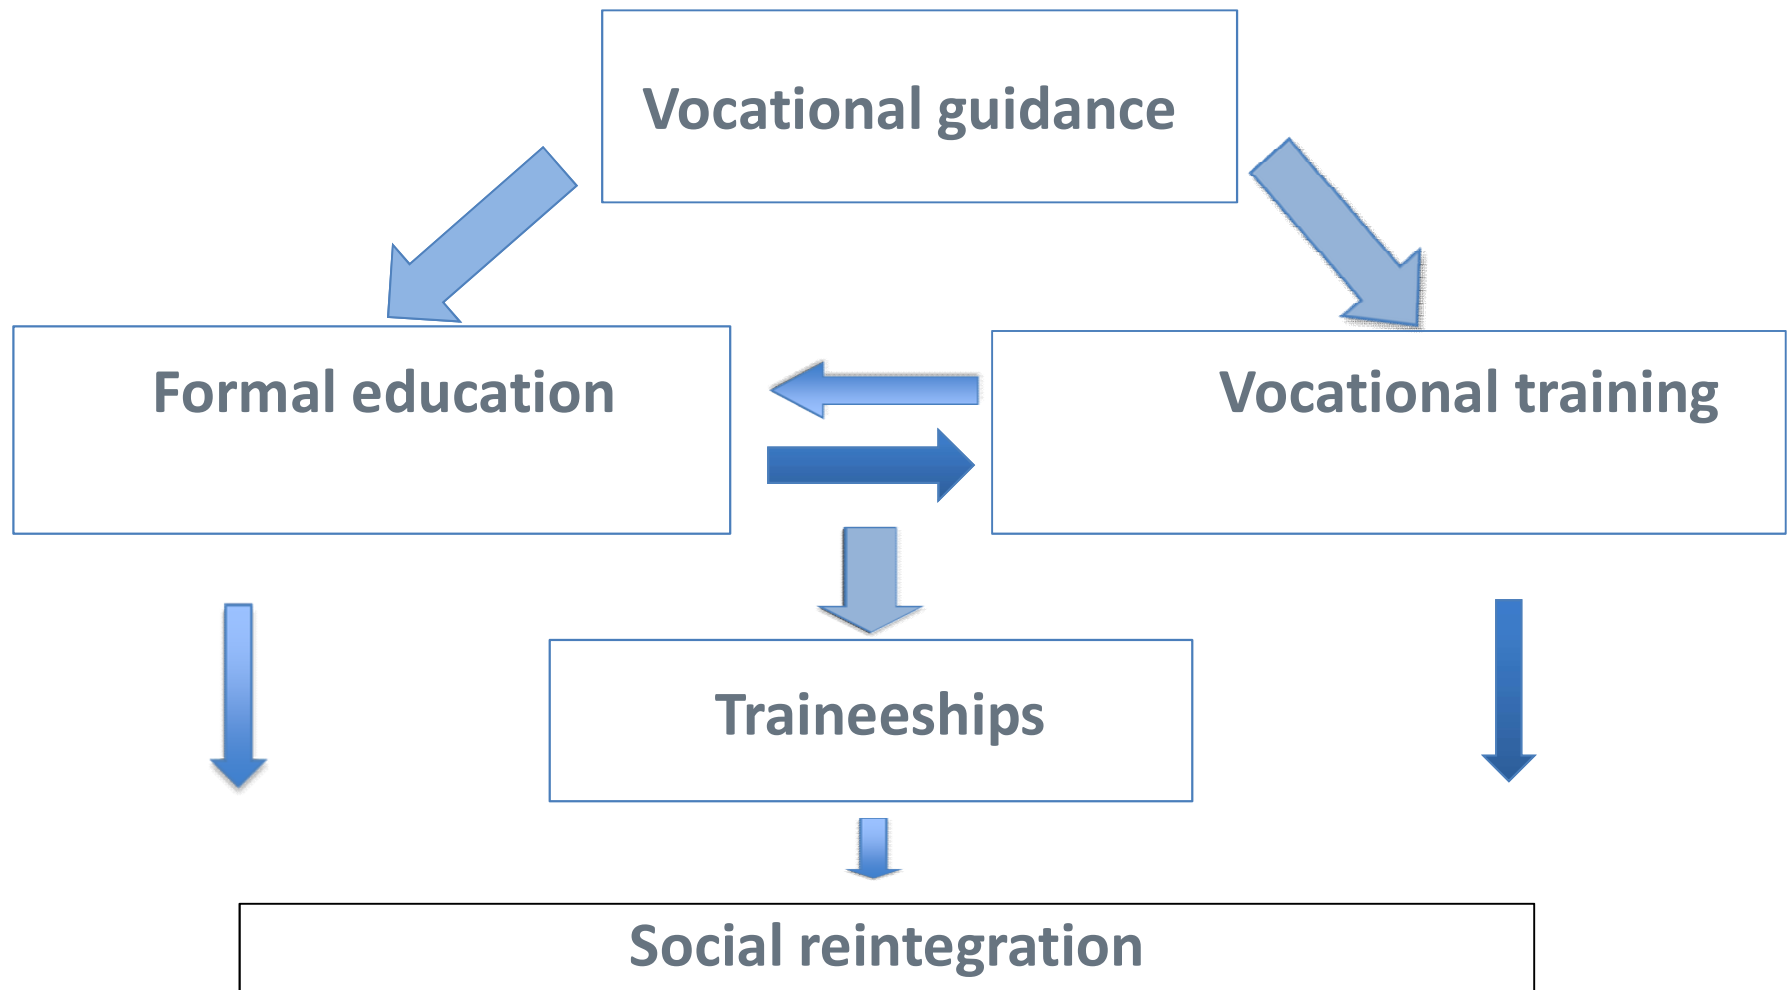 Vocational guidance
Formal education
Vocational training
Traineeships
Social reintegration